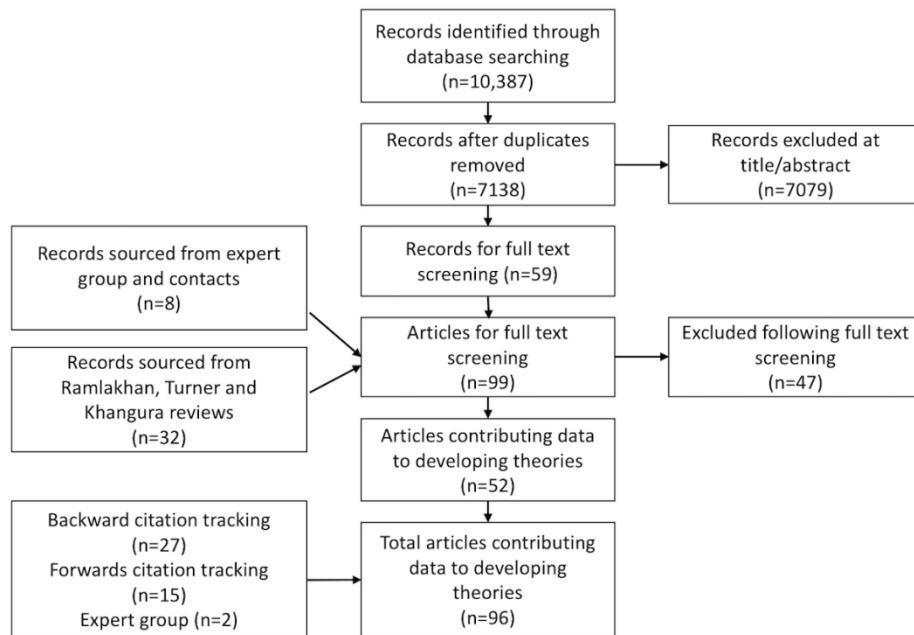 Records identified through
database searching
(n=10,387)
Records after duplicates
removed
(n=7138)
Records excluded at
title/abstract
(n=7079)
Records sourced from expert
group and contacts
(n=8)
Records for full text
screening (n=59)
Records sourced from
Ramlakhan, Turner and
Khangura reviews
(n=32)
Articles for full text
screening
(n=99)
Excluded following full text
screening
(n=47)
Articles contributing data
to developing theories
(n=52)
Backward citation tracking
(n=27)
Forwards citation tracking
(n=15)
Expert group (n=2)
Total articles contributing
data to developing
theories
(n=96)